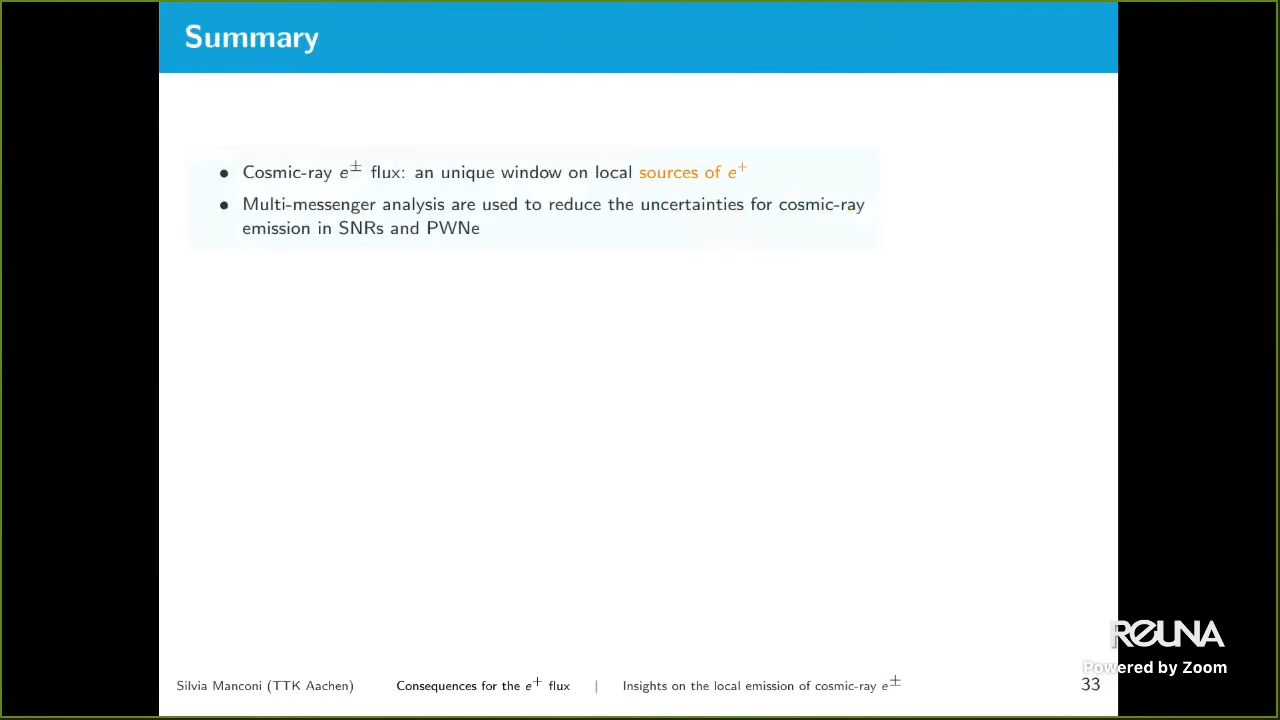 Summary
• Cosmic-ray e± flux: an unique window on local sources of e+
• Multi-messenger analysis are used to reduce the uncertainties for cosmic-ray
emission in SNRs and PWNe
REUNA
Powered by Zoom
Silvia Manconi (TTK Aachen) Consequences for the e+ flux | Insights on the local emission of cosmic-ray e± 33